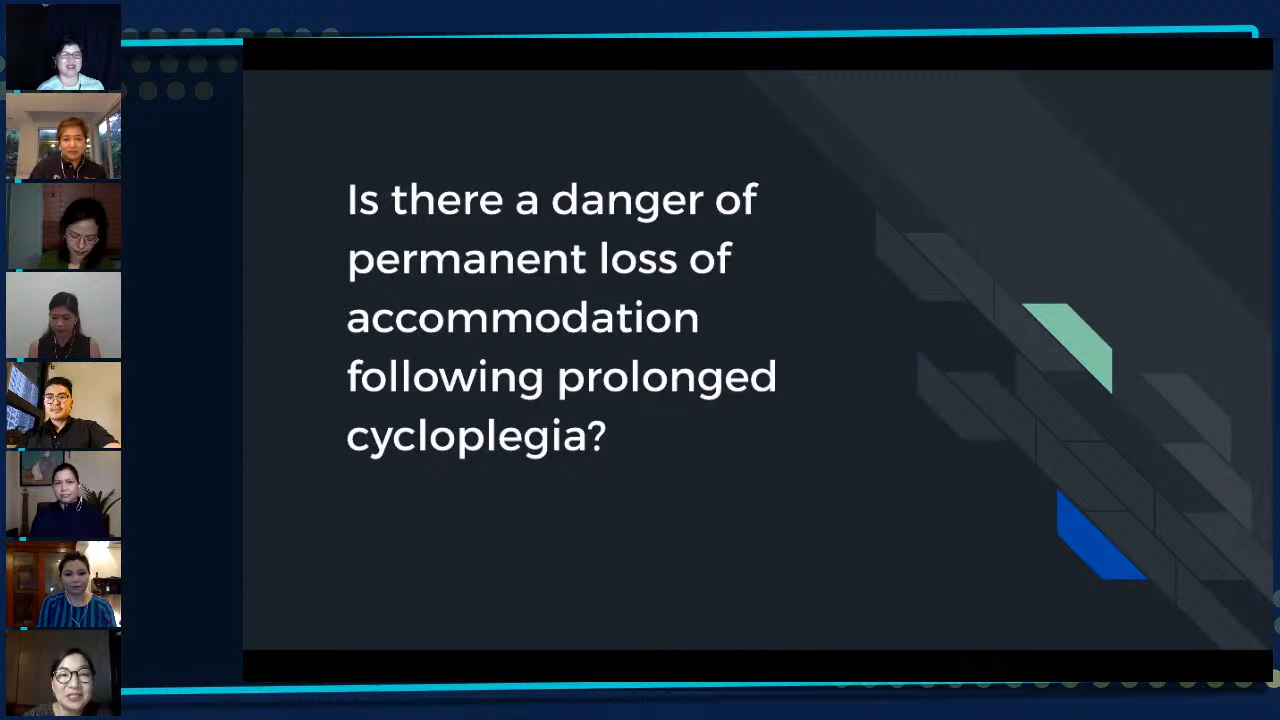 Is there a danger of
permanent loss of
accommodation
following prolonged
cycloplegia?